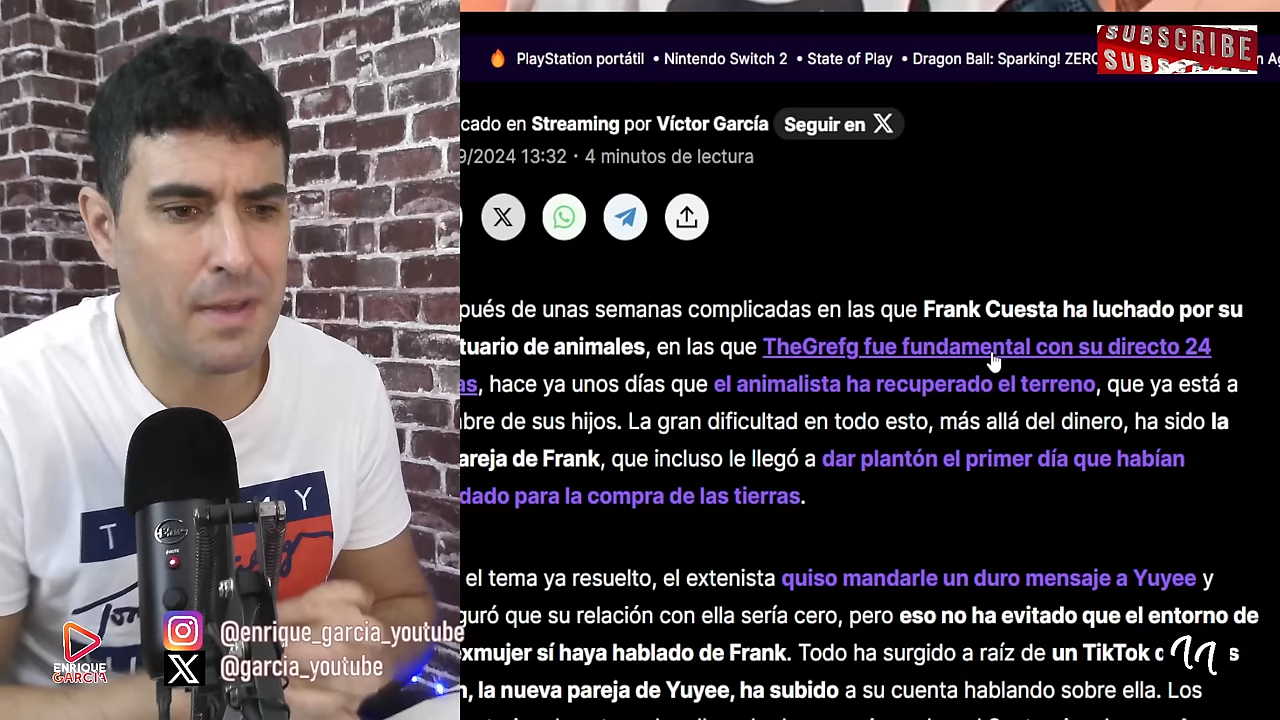 SUBSCRIBE
SUBS
PlayStation portátil • Nintendo Switch 2 • State of Play • Dragon Ball: Sparking! ZERO
cado en Streaming por Víctor García Seguir en X
9/2024 13:32 · 4 minutos de lectura
pués de unas semanas complicadas en las que Frank Cuesta ha luchado por su
tuario de animales, en las que TheGrefg fue fundamental con su directo 24
as, hace ya unos días que el animalista ha recuperado el terreno, que ya está a
bre de sus hijos. La gran dificultad en todo esto, más allá del dinero, ha sido la
areja de Frank, que incluso le llegó a dar plantón el primer día que habían
dado para la compra de las tierras.
el tema ya resuelto, el extenista quiso mandarle un duro mensaje a Yuyee y
guró que su relación con ella sería cero, pero eso no ha evitado que el entorno de
xmujer sí haya hablado de Frank. Todo ha surgido a raíz de un TikTok
n, la nueva pareja de Yuyee, ha subido a su cuenta hablando sobre ella. Los
T Y
Blue
@enrique_garcia_youtube
@garcia_youtube
ENRIQUE
GARCIA